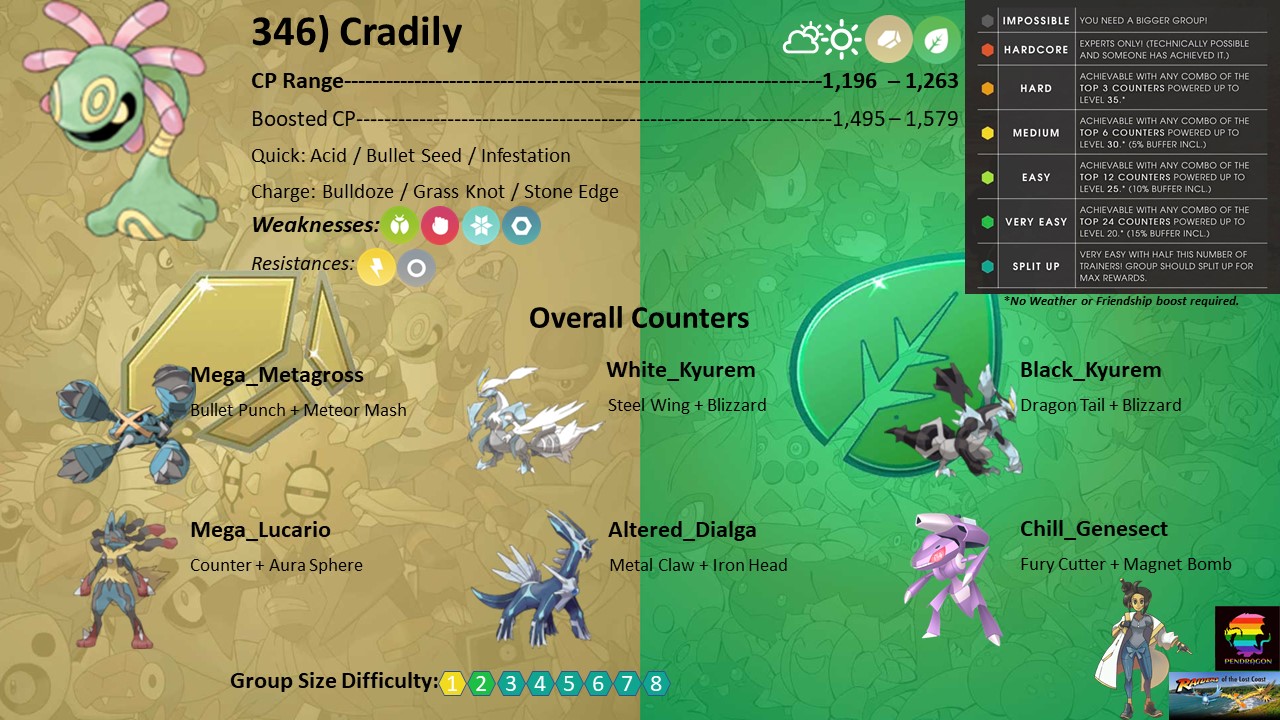 346) Cradily
CP Range------------------------------------------------------------------------------------1,196 – 1,263
Boosted CP-----------------------------------------------------------------------------------1,495 – 1,579
Quick: Acid / Bullet Seed / Infestation
Charge: Bulldoze / Grass Knot / Stone Edge
Weaknesses:
Resistances:
IMPOSSIBLE YOU NEED A BIGGER GROUP!
HARDCORE EXPERTS ONLY! (TECHNICALLY POSSIBLE
AND SOMEONE HAS ACHIEVED IT.)
HARD ACHIEVABLE WITH ANY COMBO OF THE
TOP 3 COUNTERS POWERED UP TO
LEVEL 35.*
MEDIUM ACHIEVABLE WITH ANY COMBO OF THE
TOP 6 COUNTERS POWERED UP TO
LEVEL 30.* (5% BUFFER INCL.)
EASY ACHIEVABLE WITH ANY COMBO OF THE
TOP 12 COUNTERS POWERED UP TO
LEVEL 25.* (10% BUFFER INCL.)
VERY EASY ACHIEVABLE WITH ANY COMBO OF THE
TOP 24 COUNTERS POWERED UP TO
LEVEL 20.* (15% BUFFER INCL.)
SPLIT UP VERY EASY WITH HALF THIS NUMBER OF
TRAINERS! GROUP SHOULD SPLIT UP FOR
MAX REWARDS.
*No Weather or Friendship boost required.
Overall Counters
Mega_Metagross
Bullet Punch + Meteor Mash
White_Kyurem
Steel Wing + Blizzard
Black_Kyurem
Dragon Tail + Blizzard
Mega_Lucario
Counter + Aura Sphere
Altered_Dialga
Metal Claw + Iron Head
Chill_Genesect
Fury Cutter + Magnet Bomb
Group Size Difficulty: 1 2 3 4 5 6 7 8
PENDRAGON
RAIDERS of the Lost Coast